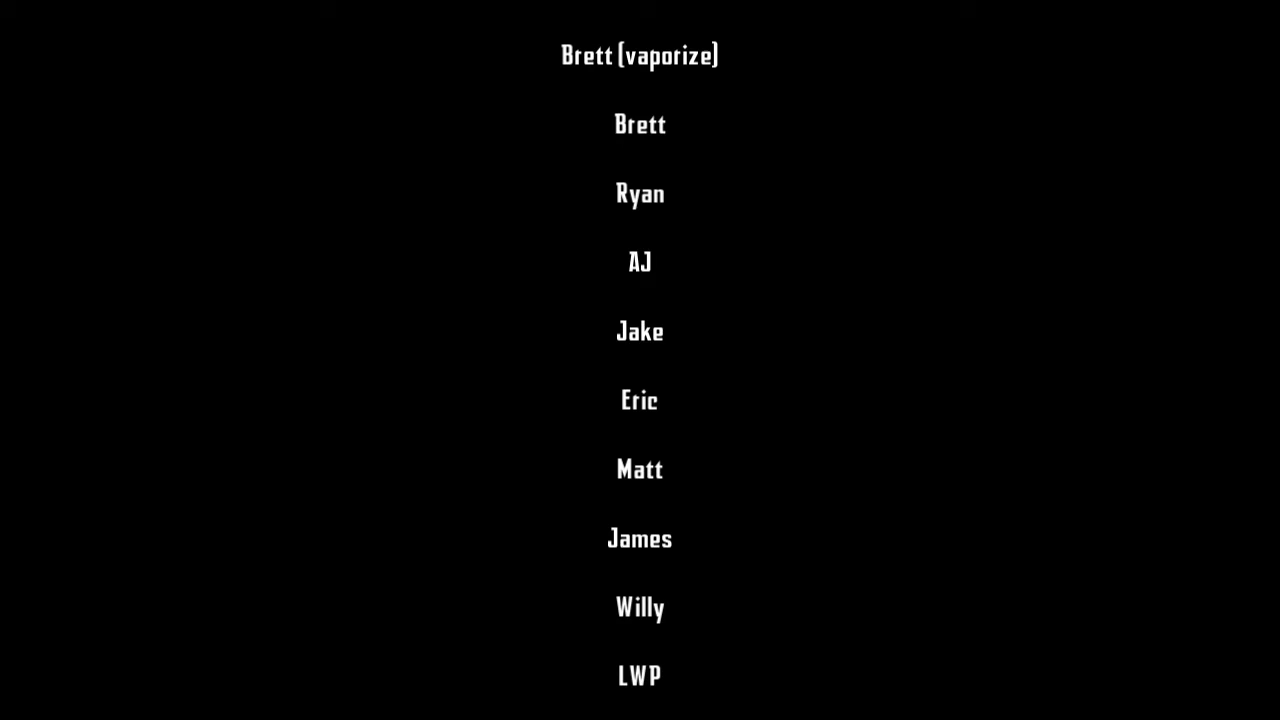 Brett (vaporize)
Brett
Ryan
AJ
Jake
Eric
Matt
James
Willy
LWP